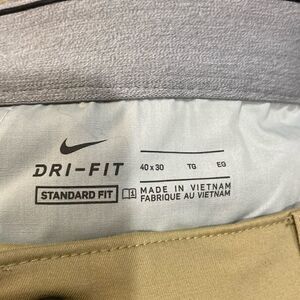 DRI-FIT
40 x 30 TG EG
STANDARD FIT
MADE IN VIETNAM
FABRIQUÉ AU VIETNAM